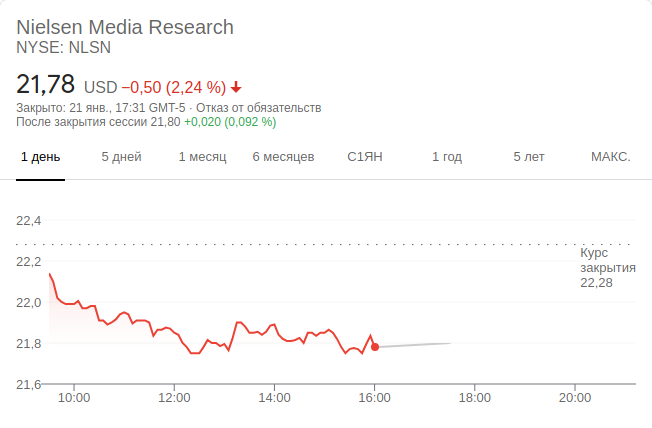 Nielsen Media Research
NYSE: NLSN
21,78 USD −0,50 (2,24 %)
Закрыто: 21 янв., 17:31 GMT-5 · Отказ от обязательств
После закрытия сессии 21,80 +0,020 (0,092 %)
1 день 5 дней 1 месяц 6 месяцев С1ЯН 1 год 5 лет МАКС.
22,4
Курс
закрытия
22,28
22,2
22,0
21,8
21,6
10:00 12:00 14:00 16:00 18:00 20:00